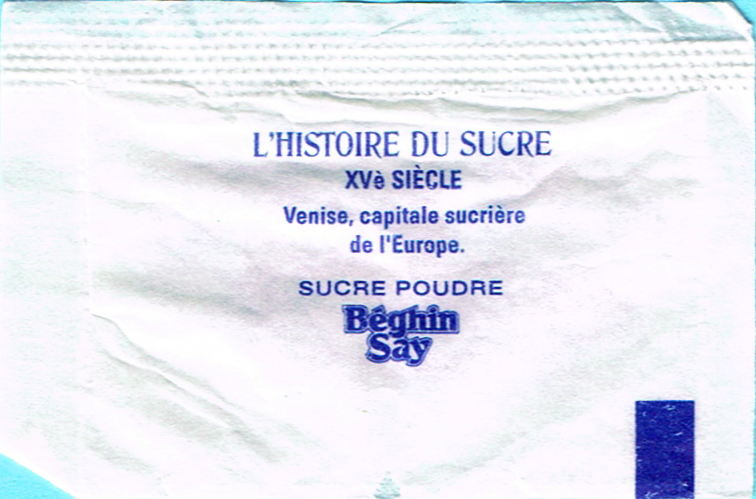 L'HISTOIRE DU SUCRE
XVè SIÈCLE
Venise, capitale sucrière
de l'Europe.
SUCRE POUDRE
Béghin
Say